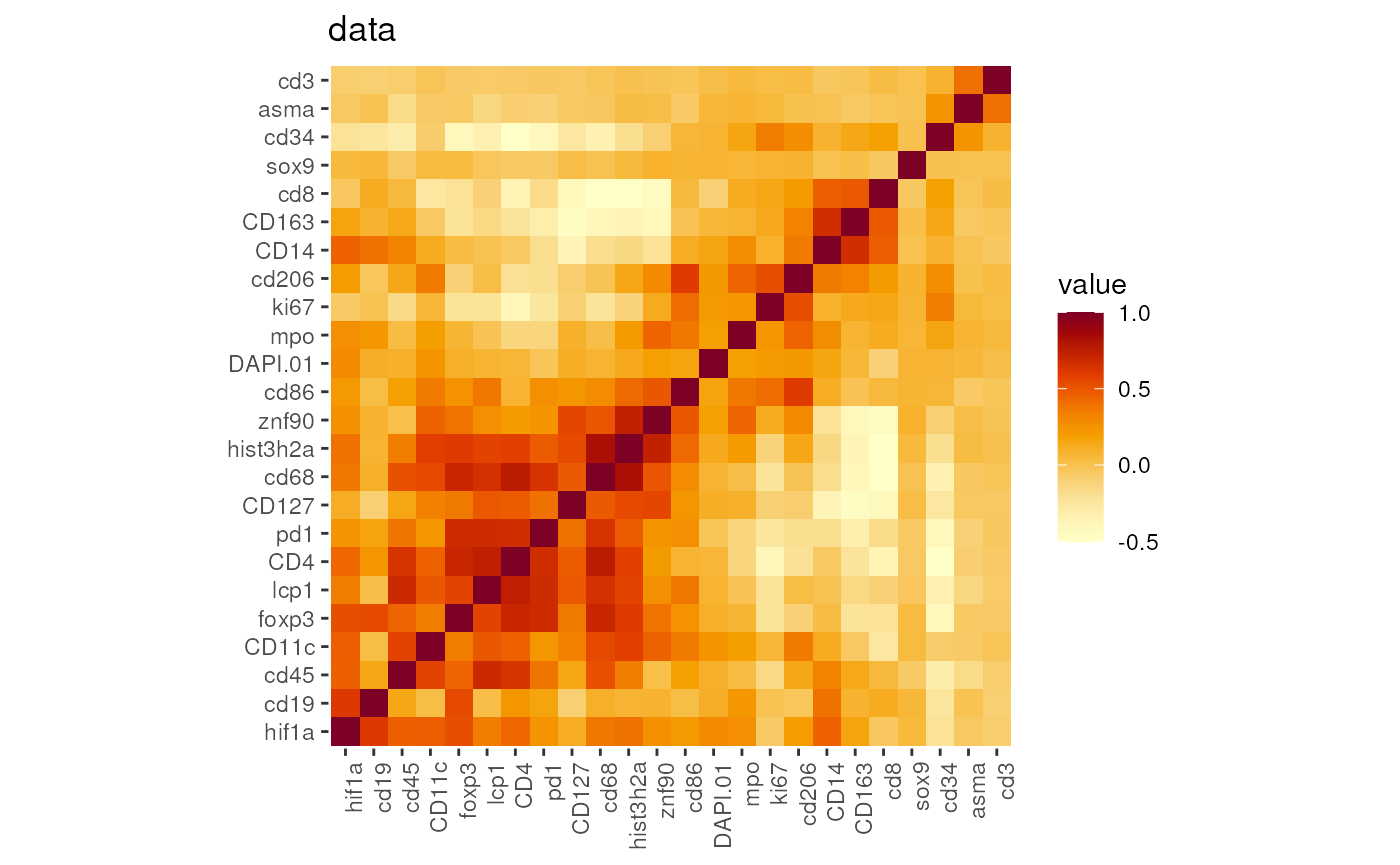 data
cd3
asma
cd34
sox9
cd8
CD163
CD14
cd206
ki67
mpo
DAPI.01
cd86
znf90
hist3h2a
cd68
CD127
pd1
CD4
lcp1
foxp3
CD11c
cd45
cd19
hif1a
hif1a
cd19
cd45
CD11c
foxp3
lcp1
CD4
pd1
CD127
cd68
hist3h2a
znf90
cd86
DAPI.01
mpo
ki67
cd206
CD14
CD163
cd8
sox9
cd34
asma
cd3
value
1.0
0.5
0.0
-0.5